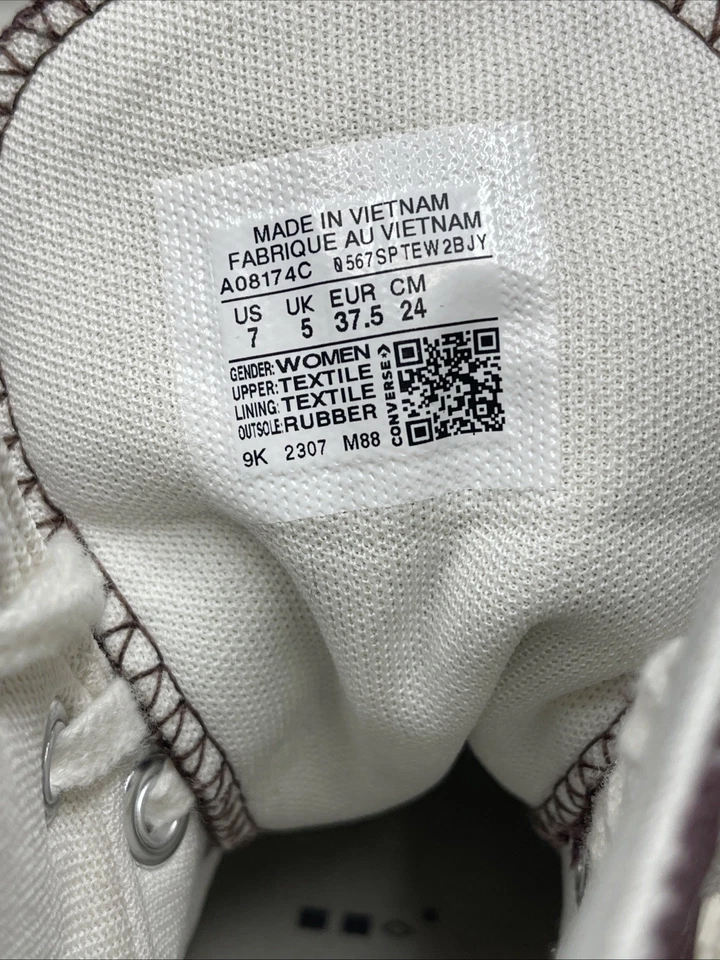 MADE IN VIETNAM
FABRIQUE AU VIETNAM
A08174C 0567SPTEW2BJY
US UK EUR CM
7 5 37.5 24
GENDER: WOMEN
UPPER: TEXTILE
LINING: TEXTILE
OUTSOLE: RUBBER
CONVERSE
9K 2307 M88